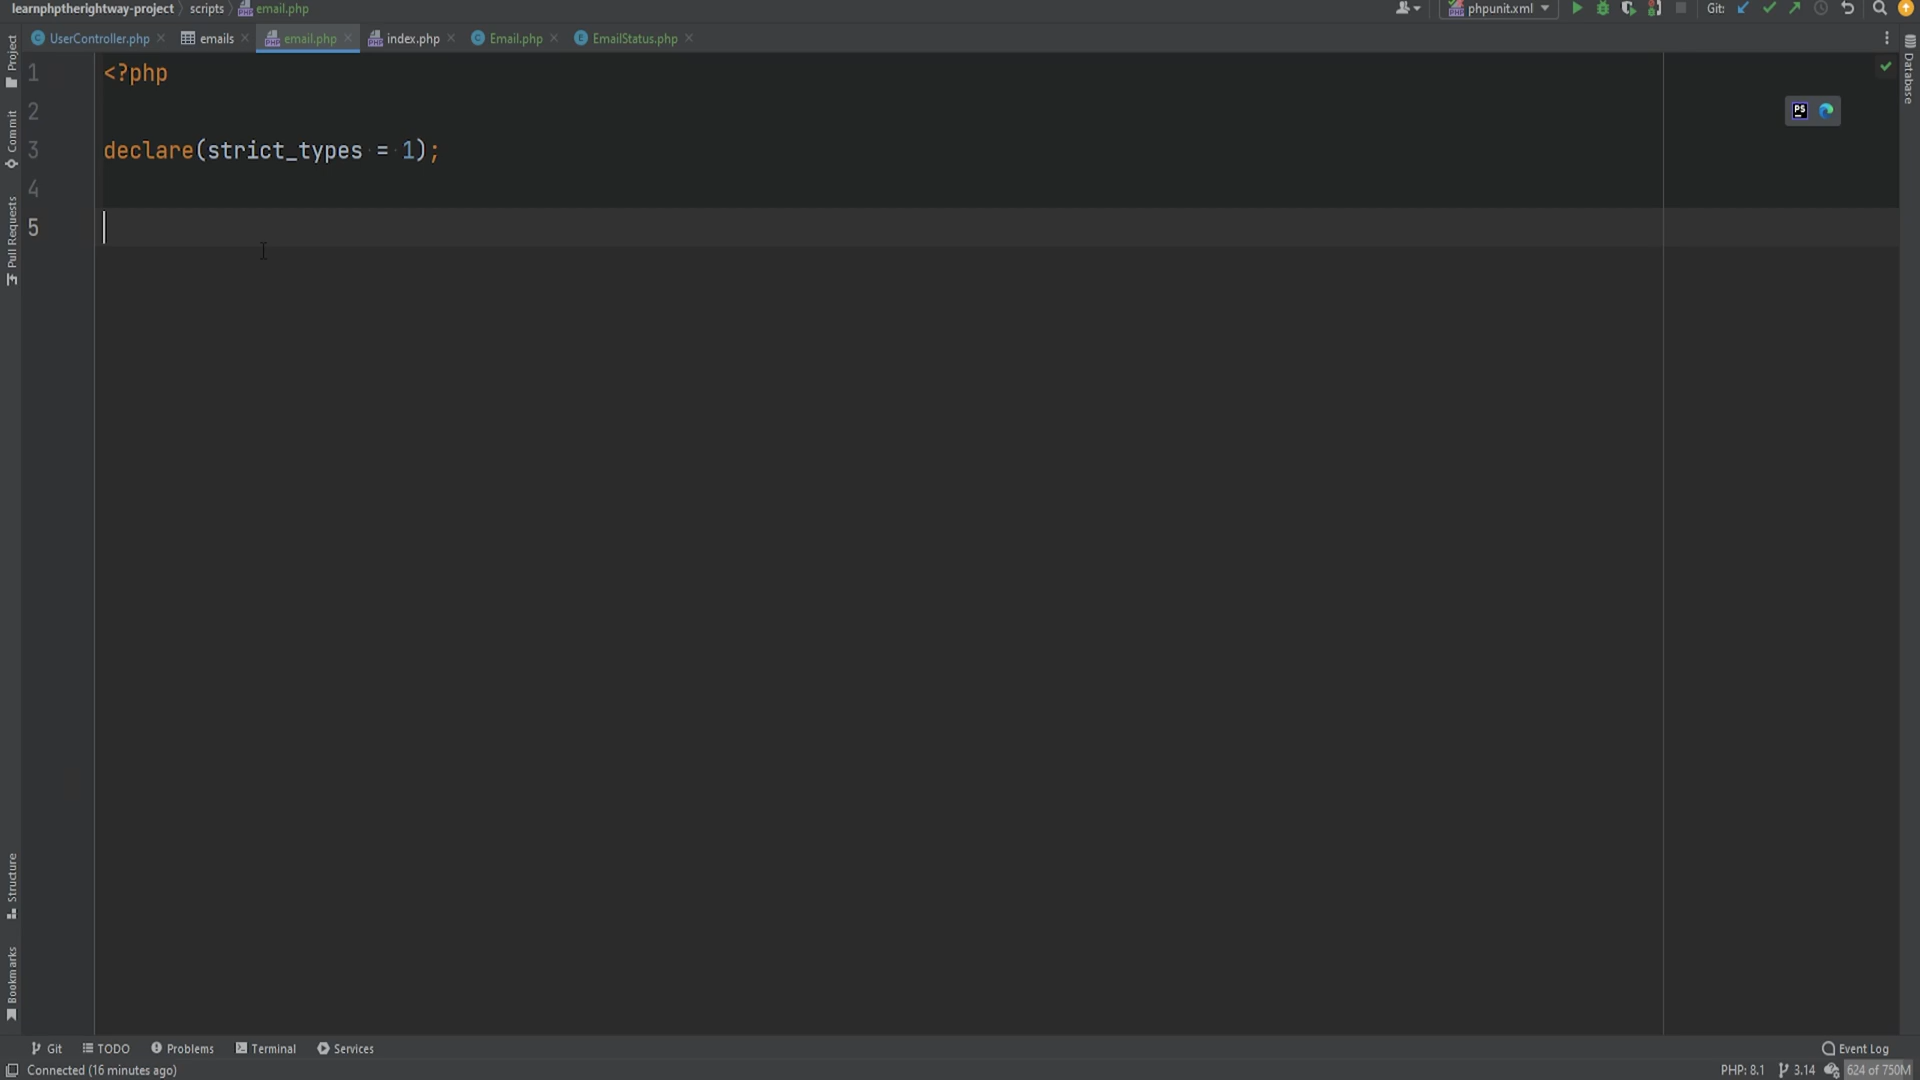 learnphptherightway-project scripts email.php
phpunit.xml
Git:
UserController.php
emails
email.php
index.php
Email.php
EmailStatus.php
Project
Commit
Pull Requests
Structure
Bookmarks
Database
1 <?php
2
3 declare(strict_types = 1);
4
5
Git
TODO
Problems
Terminal
Services
Event Log
Connected (16 minutes ago)
PHP: 8.1
3.14
624 of 750M